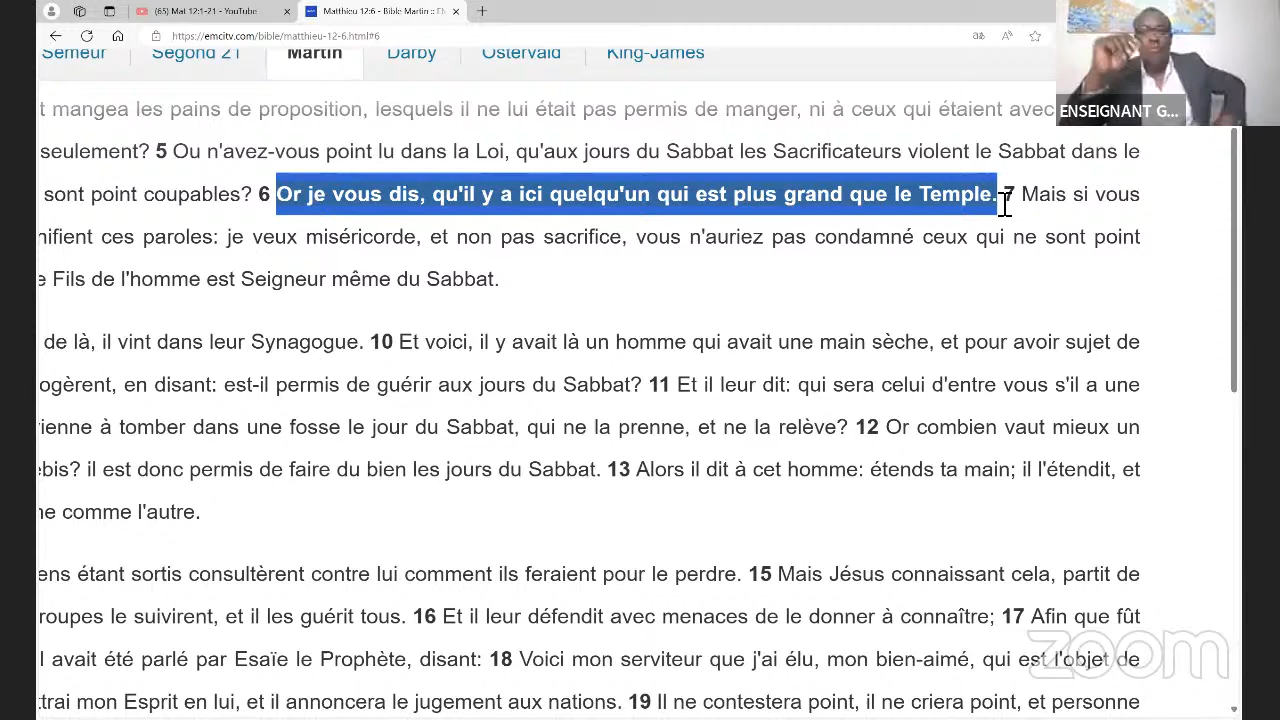 (65) Mat 12:1-21 - YouTube
Matthieu 12:6 - Bible Martin :: E
https://emcitv.com/bible/matthieu-12-6.html#6
Semeur Segond 21 Martin Darby Ostervald King-James
t mangea les pains de proposition, lesquels il ne lui était pas permis de manger, ni à ceux qui étaient avec
ENSEIGNANT G...
seulement? 5 Ou n'avez-vous point lu dans la Loi, qu'aux jours du Sabbat les Sacrificateurs violent le Sabbat dans le
sont point coupables? 6 Or je vous dis, qu'il y a ici quelqu'un qui est plus grand que le Temple. 7 Mais si vous
nifient ces paroles: je veux miséricorde, et non pas sacrifice, vous n'auriez pas condamné ceux qui ne sont point
e Fils de l'homme est Seigneur même du Sabbat.
de là, il vint dans leur Synagogue. 10 Et voici, il y avait là un homme qui avait une main sèche, et pour avoir sujet de
ogèrent, en disant: est-il permis de guérir aux jours du Sabbat? 11 Et il leur dit: qui sera celui d'entre vous s'il a une
vienne à tomber dans une fosse le jour du Sabbat, qui ne la prenne, et ne la relève? 12 Or combien vaut mieux un
ebis? il est donc permis de faire du bien les jours du Sabbat. 13 Alors il dit à cet homme: étends ta main; il l'étendit, et
ne comme l'autre.
ens étant sortis consultèrent contre lui comment ils feraient pour le perdre. 15 Mais Jésus connaissant cela, partit de
roupes le suivirent, et il les guérit tous. 16 Et il leur défendit avec menaces de le donner à connaître; 17 Afin que fût
l avait été parlé par Esaïe le Prophète, disant: 18 Voici mon serviteur que j'ai élu, mon bien-aimé, qui est l'objet de
ttrai mon Esprit en lui, et il annoncera le jugement aux nations. 19 Il ne contestera point, il ne criera point, et personne
zoom